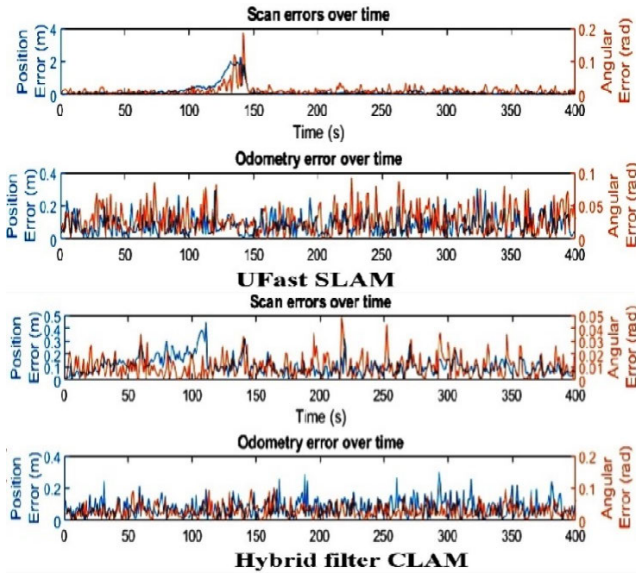 Scan errors over time
Position Error (m)
4
2
0
0.2
0.1
0
Angular Error (rad)
0 50 100 150 200 250 300 350 400
Time (s)
Odometry error over time
Position Error (m)
0.4
0.2
0
0.1
0.05
0
Angular Error (rad)
0 50 100 150 200 250 300 350 400
UFast SLAM
Scan errors over time
Position Error (m)
0.5
0.4
0.3
0.2
0.1
0
0.05
0.04
0.03
0.02
0.01
0
Angular Error (rad)
0 50 100 150 200 250 300 350 400
Time (s)
Odometry error over time
Position Error (m)
0.4
0.2
0
0.2
0.1
0
Angular Error (rad)
0 50 100 150 200 250 300 350 400
Hybrid filter CLAM